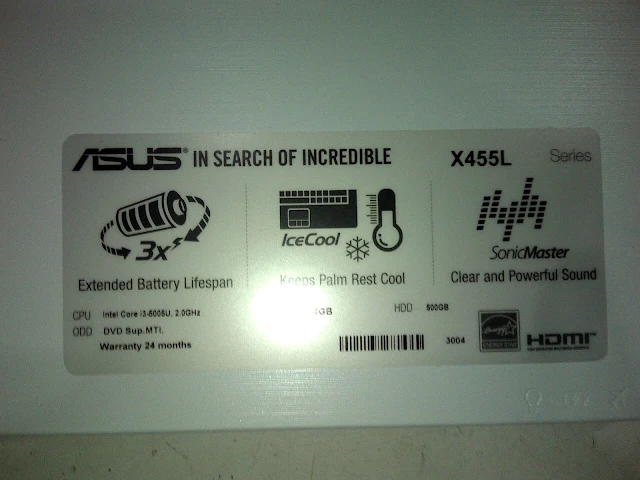 ASUS IN SEARCH OF INCREDIBLE X455L Series
3x
IceCool
SonicMaster
Extended Battery Lifespan
Keeps Palm Rest Cool
Clear and Powerful Sound
CPU Intel Core i3-5005U, 2.0GHz
HDD 500GB
ODD DVD Sup.MTI,
Warranty 24 months
3004
ENERGY STAR
HDMI